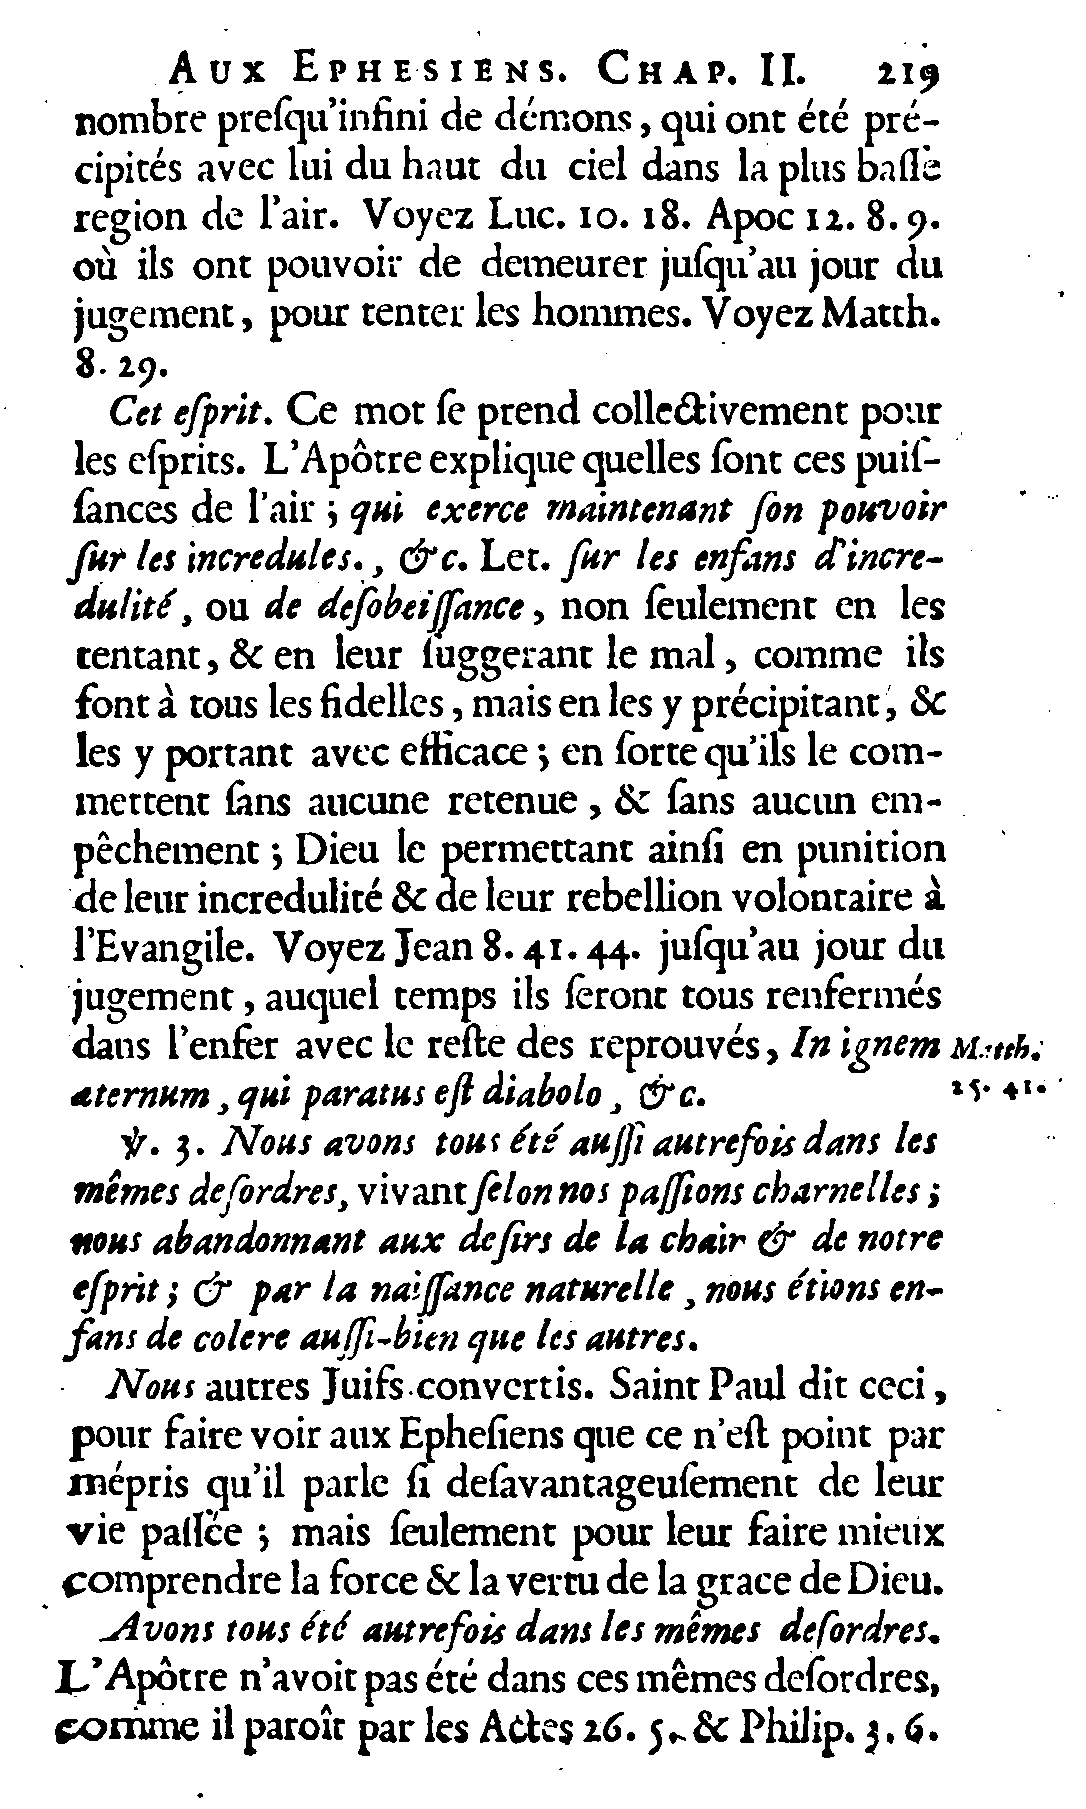 AUX EPHESIENS. CHAP. II. 219
nombre preſqu'infini de démons, qui ont été pré-
cipités avec lui du haut du ciel dans la plus baſſe
region de l'air. Voyez Luc. 10. 18. Apoc 12. 8. 9.
où ils ont pouvoir de demeurer juſqu'au jour du
jugement, pour tenter les hommes. Voyez Matth.
8. 29.
Cet eſprit. Ce mot ſe prend collectivement pour
les eſprits. L'Apôtre explique quelles ſont ces puiſ-
ſances de l'air ; qui exerce maintenant ſon pouvoir
ſur les incredules., &c. Let. ſur les enfans d'incre-
dulité, ou de deſobeiſſance, non ſeulement en les
tentant, & en leur ſuggerant le mal, comme ils
font à tous les fidelles, mais en les y précipitant, &
les y portant avec efficace ; en ſorte qu'ils le com-
mettent ſans aucune retenue, & ſans aucun em-
pêchement ; Dieu le permettant ainſi en punition
de leur incredulité & de leur rebellion volontaire à
l'Evangile. Voyez Jean 8. 41. 44. juſqu'au jour du
jugement, auquel temps ils ſeront tous renfermés
dans l'enfer avec le reſte des reprouvés, In ignem
Matth.
æternum, qui paratus eſt diabolo, &c.
25. 41.
℣. 3. Nous avons tous été auſſi autrefois dans les
mêmes deſordres, vivant ſelon nos paſſions charnelles ;
nous abandonnant aux deſirs de la chair & de notre
eſprit ; & par la naiſſance naturelle, nous étions en-
fans de colere auſſi-bien que les autres.
Nous autres Juifs convertis. Saint Paul dit ceci,
pour faire voir aux Epheſiens que ce n'eſt point par
mépris qu'il parle ſi deſavantageuſement de leur
vie paſſée ; mais ſeulement pour leur faire mieux
comprendre la force & la vertu de la grace de Dieu.
Avons tous été autrefois dans les mêmes deſordres.
L'Apôtre n'avoit pas été dans ces mêmes deſordres,
comme il paroît par les Actes 26. 5. & Philip. 3. 6.